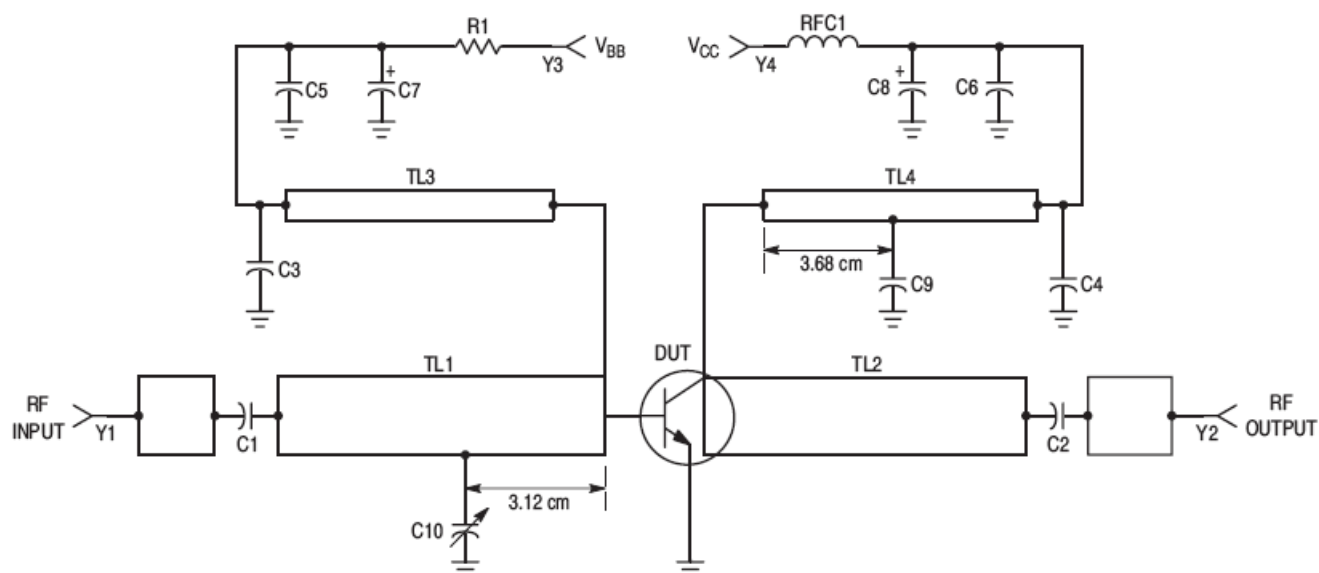 R1
Y3
V_BB
V_CC
Y4
RFC1
C5
+
C7
+
C8
C6
TL3
TL4
C3
3.68 cm
C9
C4
TL1
DUT
TL2
RF
INPUT
Y1
C1
C2
Y2
RF
OUTPUT
3.12 cm
C10